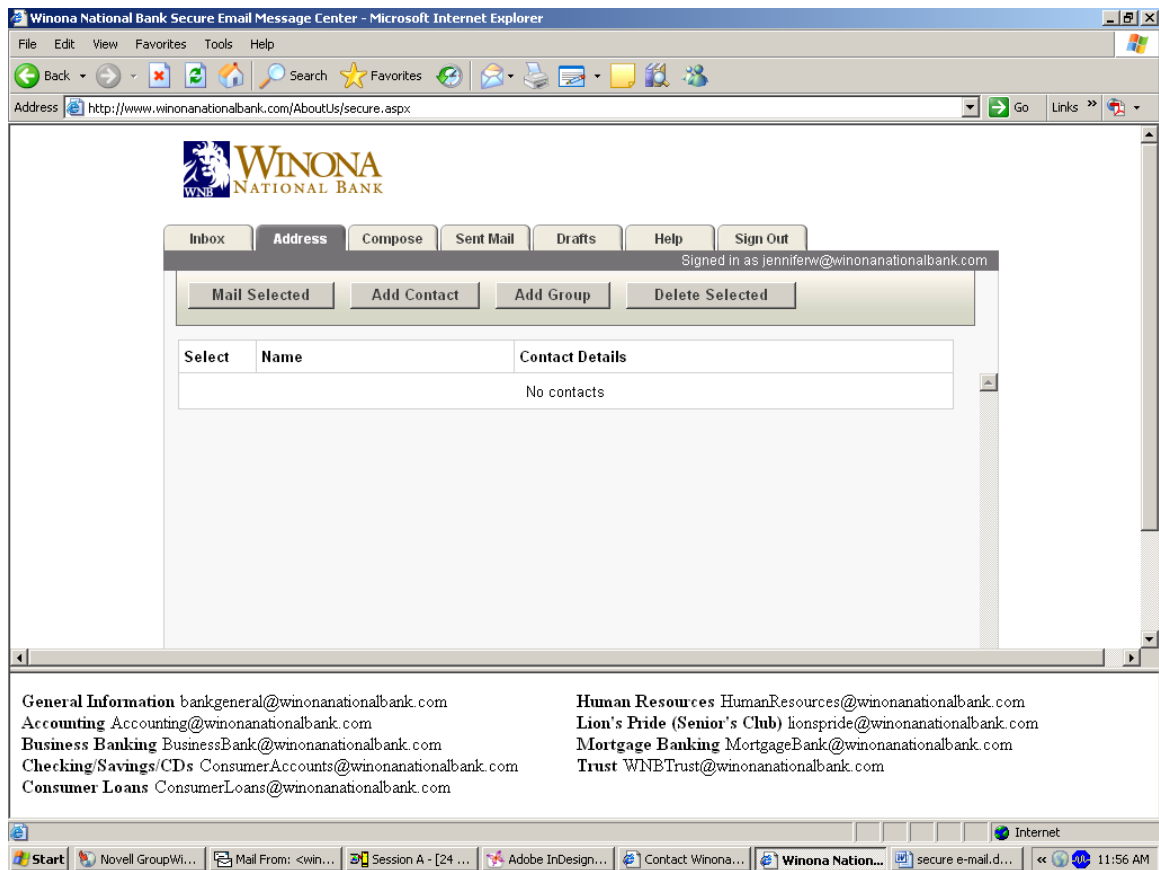 Winona National Bank Secure Email Message Center - Microsoft Internet Explorer
File Edit View Favorites Tools Help
Back Search Favorites
Address http://www.winonanationalbank.com/AboutUs/secure.aspx Go Links »
WINONA
WNB NATIONAL BANK
Inbox Address Compose Sent Mail Drafts Help Sign Out
Signed in as jenniferw@winonanationalbank.com
Mail Selected Add Contact Add Group Delete Selected
Select Name Contact Details
No contacts
General Information bankgeneral@winonanationalbank.com
Accounting Accounting@winonanationalbank.com
Business Banking BusinessBank@winonanationalbank.com
Checking/Savings/CDs ConsumerAccounts@winonanationalbank.com
Consumer Loans ConsumerLoans@winonanationalbank.com
Human Resources HumanResources@winonanationalbank.com
Lion's Pride (Senior's Club) lionspride@winonanationalbank.com
Mortgage Banking MortgageBank@winonanationalbank.com
Trust WNBTrust@winonanationalbank.com
Internet
Start Novell GroupWi... Mail From: <win... Session A - [24 ... Adobe InDesign... Contact Winona... Winona Nation... secure e-mail.d... « 11:56 AM